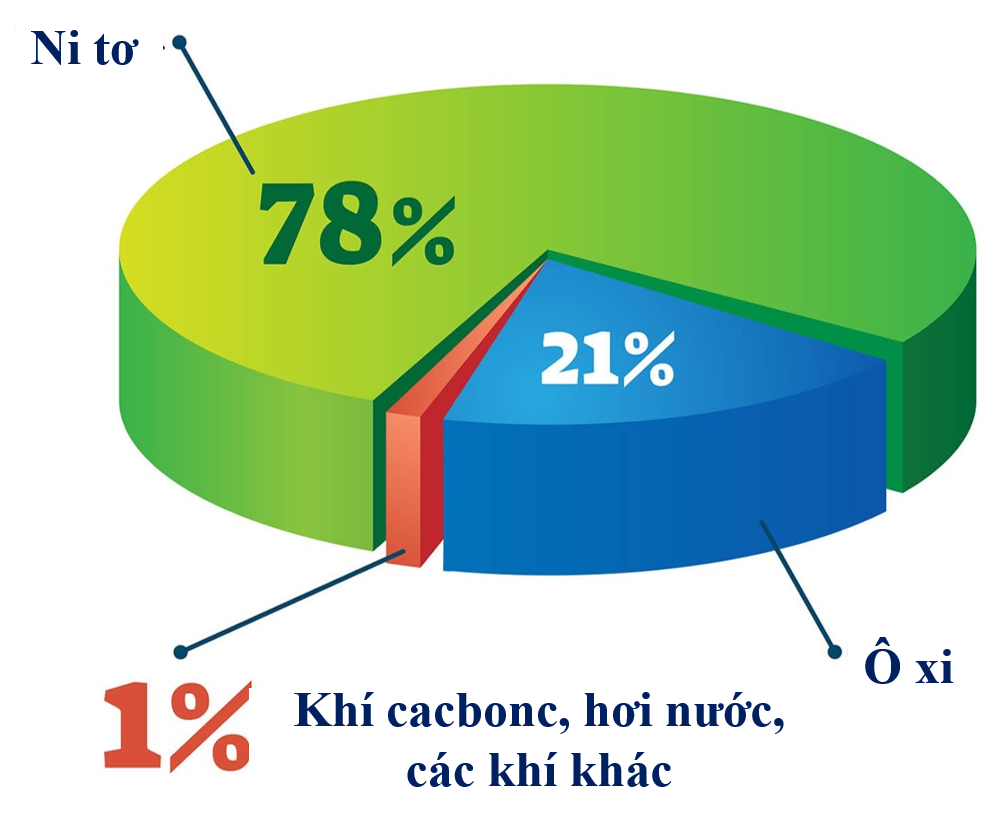 Ni tơ
78%
21%
Ô xi
1%
Khí cacbonc, hơi nước,
các khí khác